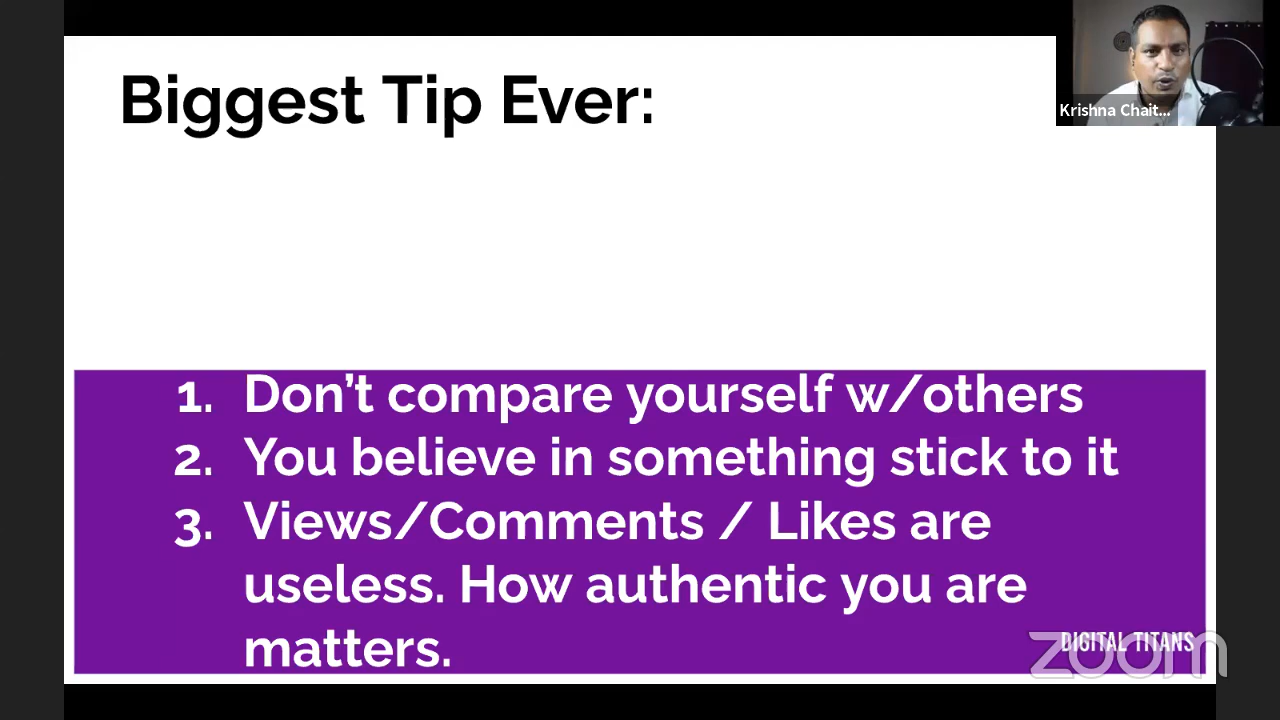 Biggest Tip Ever:
Krishna Chait...
1. Don't compare yourself w/others
2. You believe in something stick to it
3. Views/Comments / Likes are
useless. How authentic you are
matters.
DIGITAL TITANS
zoom